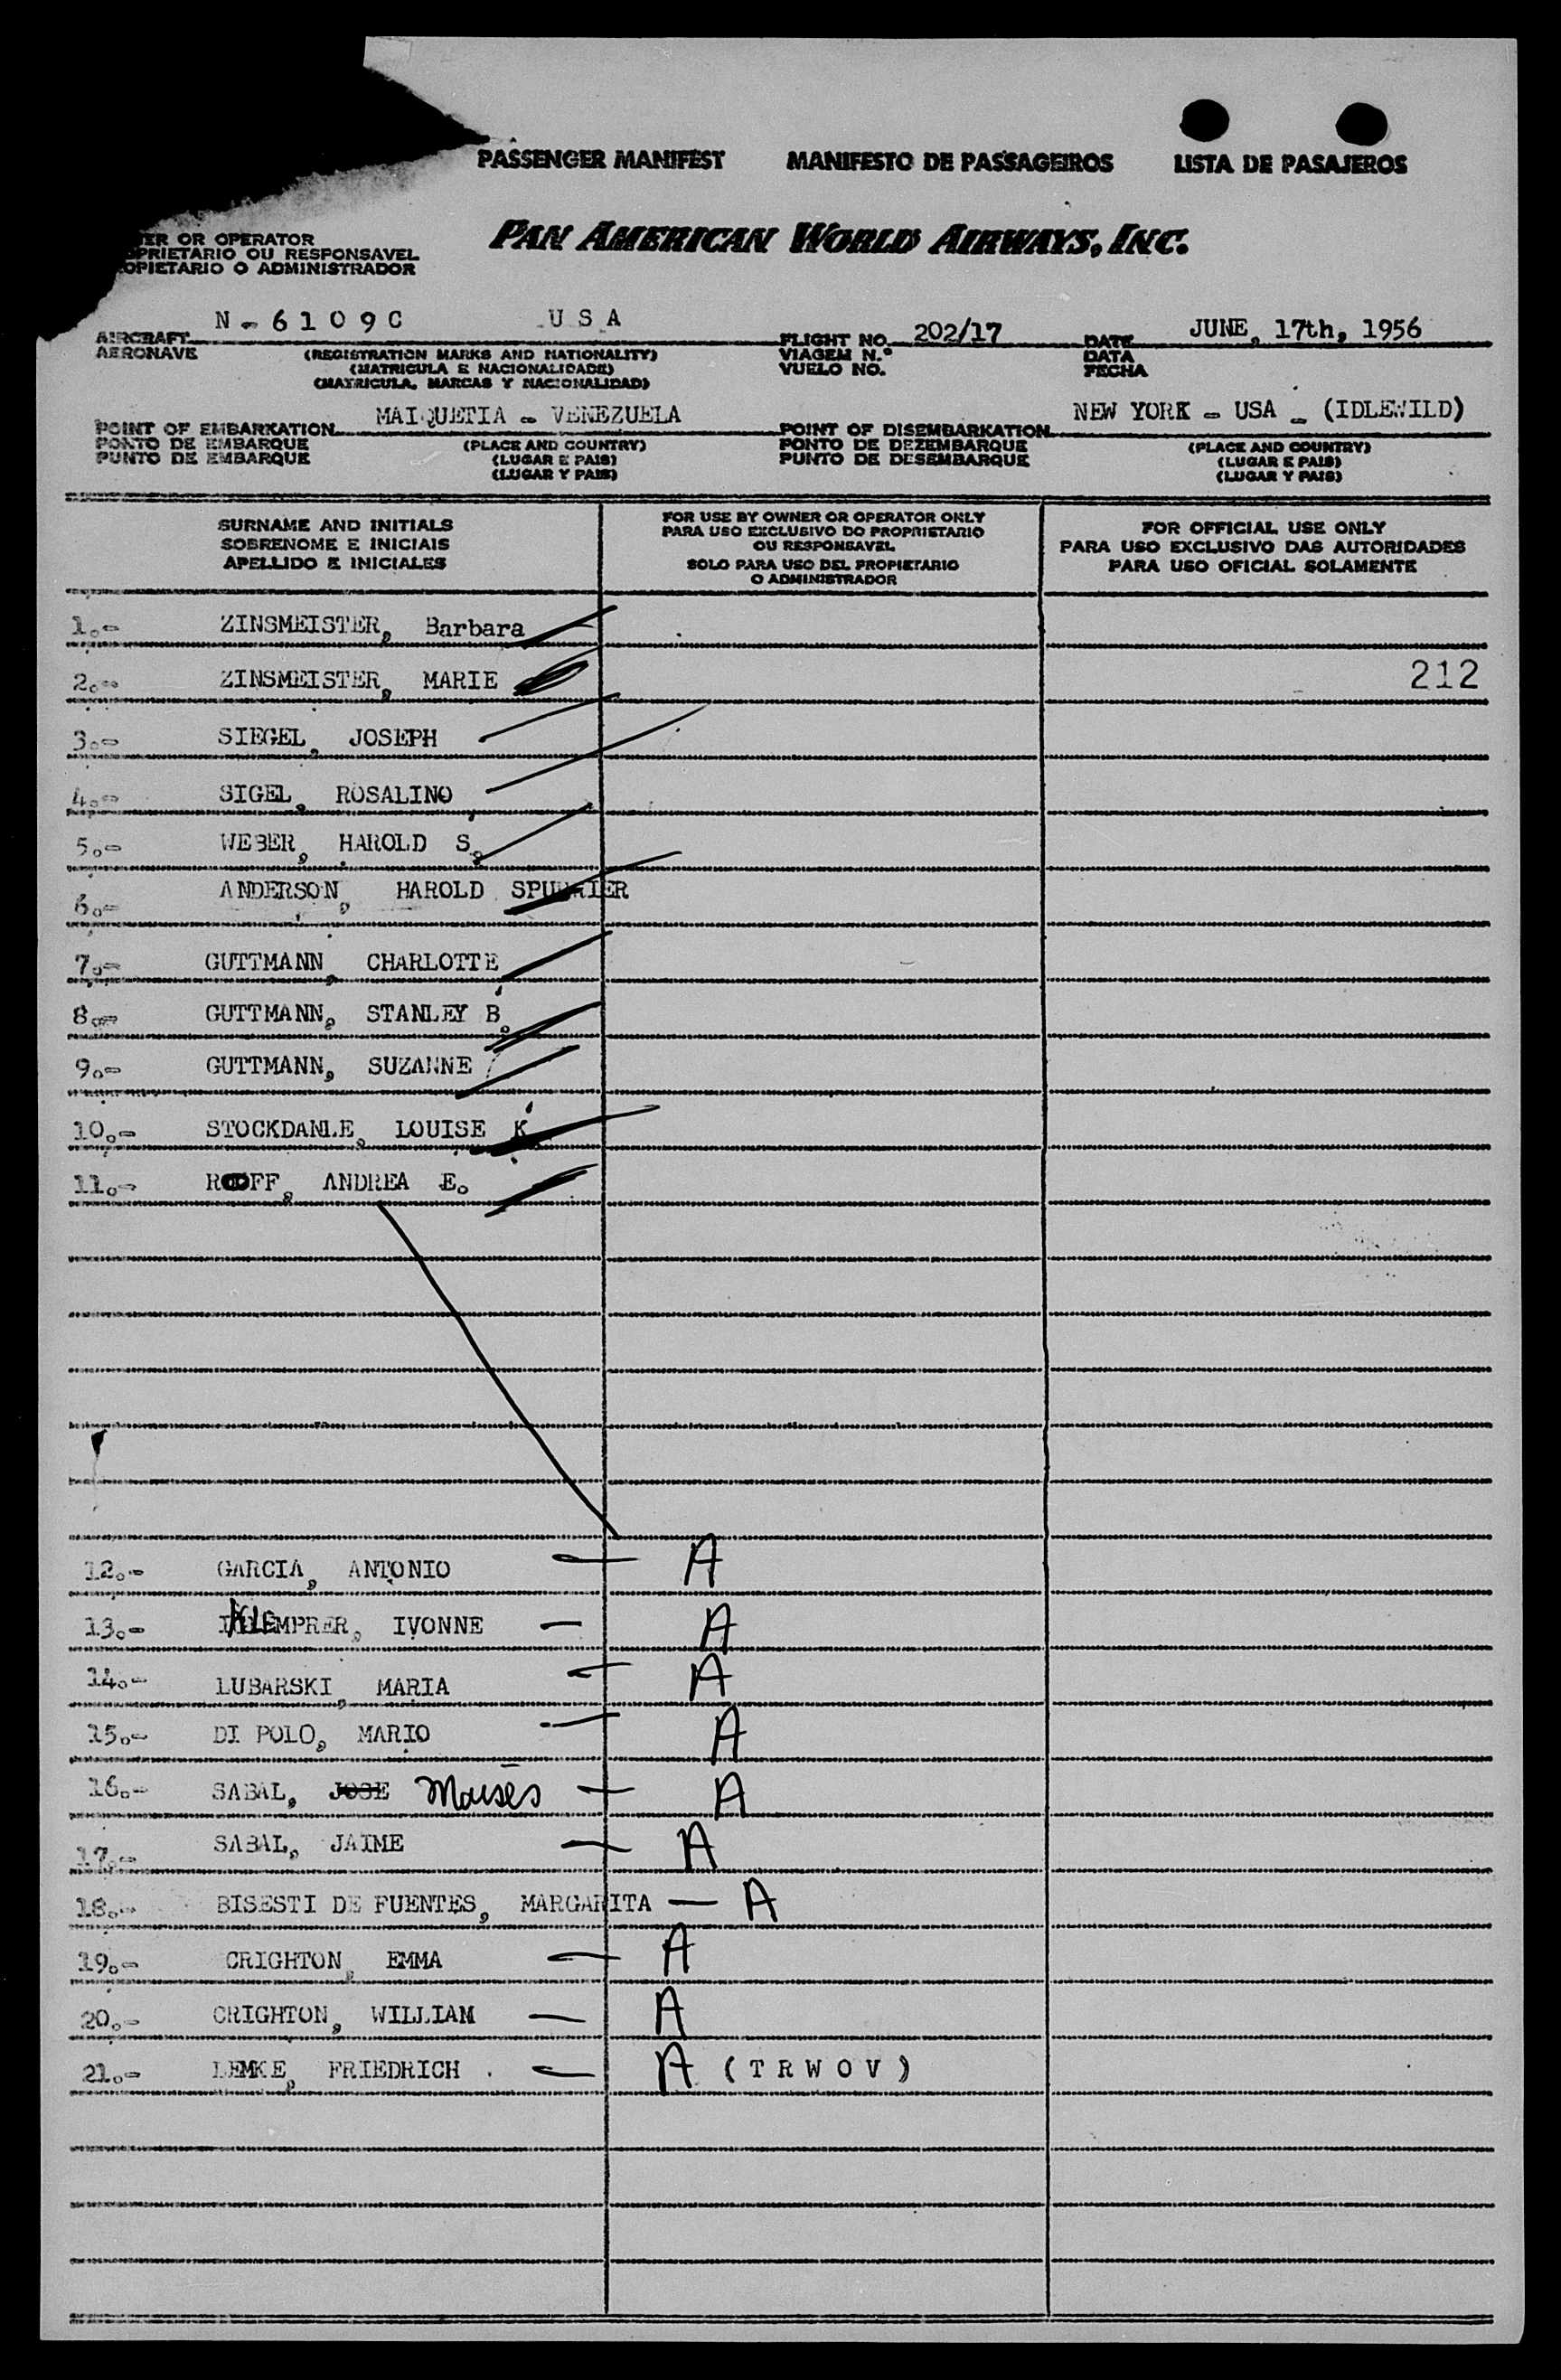 PASSENGER MANIFEST MANIFESTO DE PASSAGEIROS LISTA DE PASAJEROS
PAN AMERICAN WORLD AIRWAYS, INC.
OR OPERATOR
OU RESPONSAVEL
O ADMINISTRADOR
AIRCRAFT N-6109C USA FLIGHT NO. 202/17 DATE JUNE, 17th, 1956
AERONAVE (REGISTRATION MARKS AND NATIONALITY) VIAGEM N.º DATA
(MATRICULA E NACIONALIDADE) VUELO NO. FECHA
(MATRICULA, MARCAS Y NACIONALIDAD)
POINT OF EMBARKATION MAIQUETIA - VENEZUELA POINT OF DISEMBARKATION NEW YORK - USA - (IDLEWILD)
PONTO DE EMBARQUE (PLACE AND COUNTRY) PONTO DE DEZEMBARQUE (PLACE AND COUNTRY)
PUNTO DE EMBARQUE (LUGAR E PAIS) PUNTO DE DESEMBARQUE (LUGAR E PAIS)
(LUGAR Y PAIS) (LUGAR Y PAIS)
SURNAME AND INITIALS
SOBRENOME E INICIAIS
APELLIDO E INICIALES
FOR USE BY OWNER OR OPERATOR ONLY
PARA USO EXCLUSIVO DO PROPRIETARIO
OU RESPONSAVEL
SOLO PARA USO DEL PROPIETARIO
O ADMINISTRADOR
FOR OFFICIAL USE ONLY
PARA USO EXCLUSIVO DAS AUTORIDADES
PARA USO OFICIAL SOLAMENTE
1.- ZINSMEISTER, Barbara
2.- ZINSMEISTER, MARIE 212
3.- SIEGEL, JOSEPH
4.- SIGEL, ROSALINO
5.- WEBER, HAROLD S.
6.- ANDERSON, HAROLD SPURRIER
7.- GUTTMANN, CHARLOTTE
8.- GUTTMANN, STANLEY B.
9.- GUTTMANN, SUZANNE
10.- STOCKDANLE, LOUISE K.
11.- ROOFF, ANDREA E.
12.- GARCIA, ANTONIO A
13.- KLEMPRER, IVONNE A
14.- LUBARSKI, MARIA A
15.- DI POLO, MARIO A
16.- SABAL, JOSE Moises A
17.- SABAL, JAIME A
18.- BISESTI DE FUENTES, MARGARITA A
19.- CRIGHTON, EMMA A
20.- CRIGHTON, WILLIAM A
21.- LEMKE, FRIEDRICH A (TRWOV)